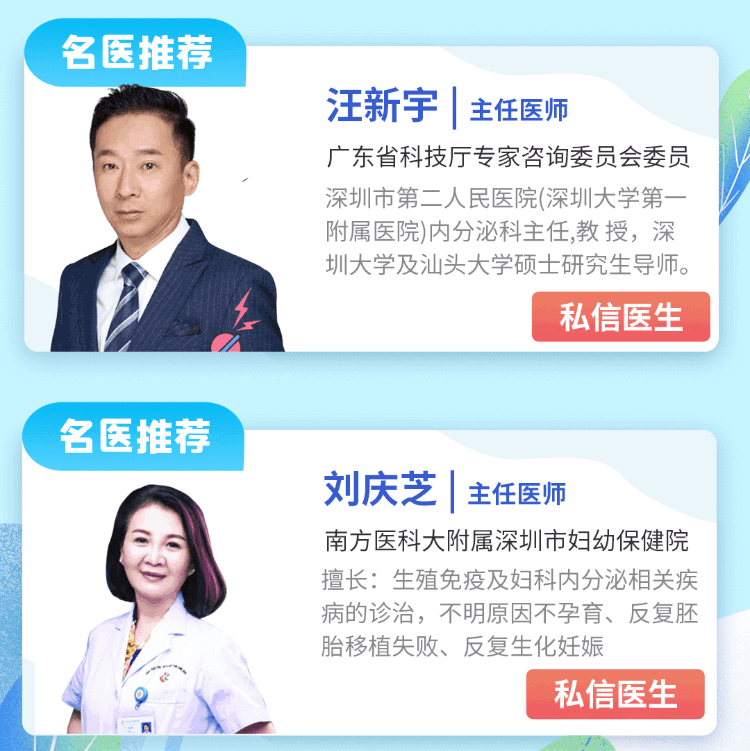 名医推荐
汪新宇 | 主任医师
广东省科技厅专家咨询委员会委员
深圳市第二人民医院(深圳大学第一
附属医院)内分泌科主任,教 授，深
圳大学及汕头大学硕士研究生导师。
私信医生
名医推荐
刘庆芝 | 主任医师
南方医科大附属深圳市妇幼保健院
擅长：生殖免疫及妇科内分泌相关疾
病的诊治，不明原因不孕育、反复胚
胎移植失败、反复生化妊娠
私信医生